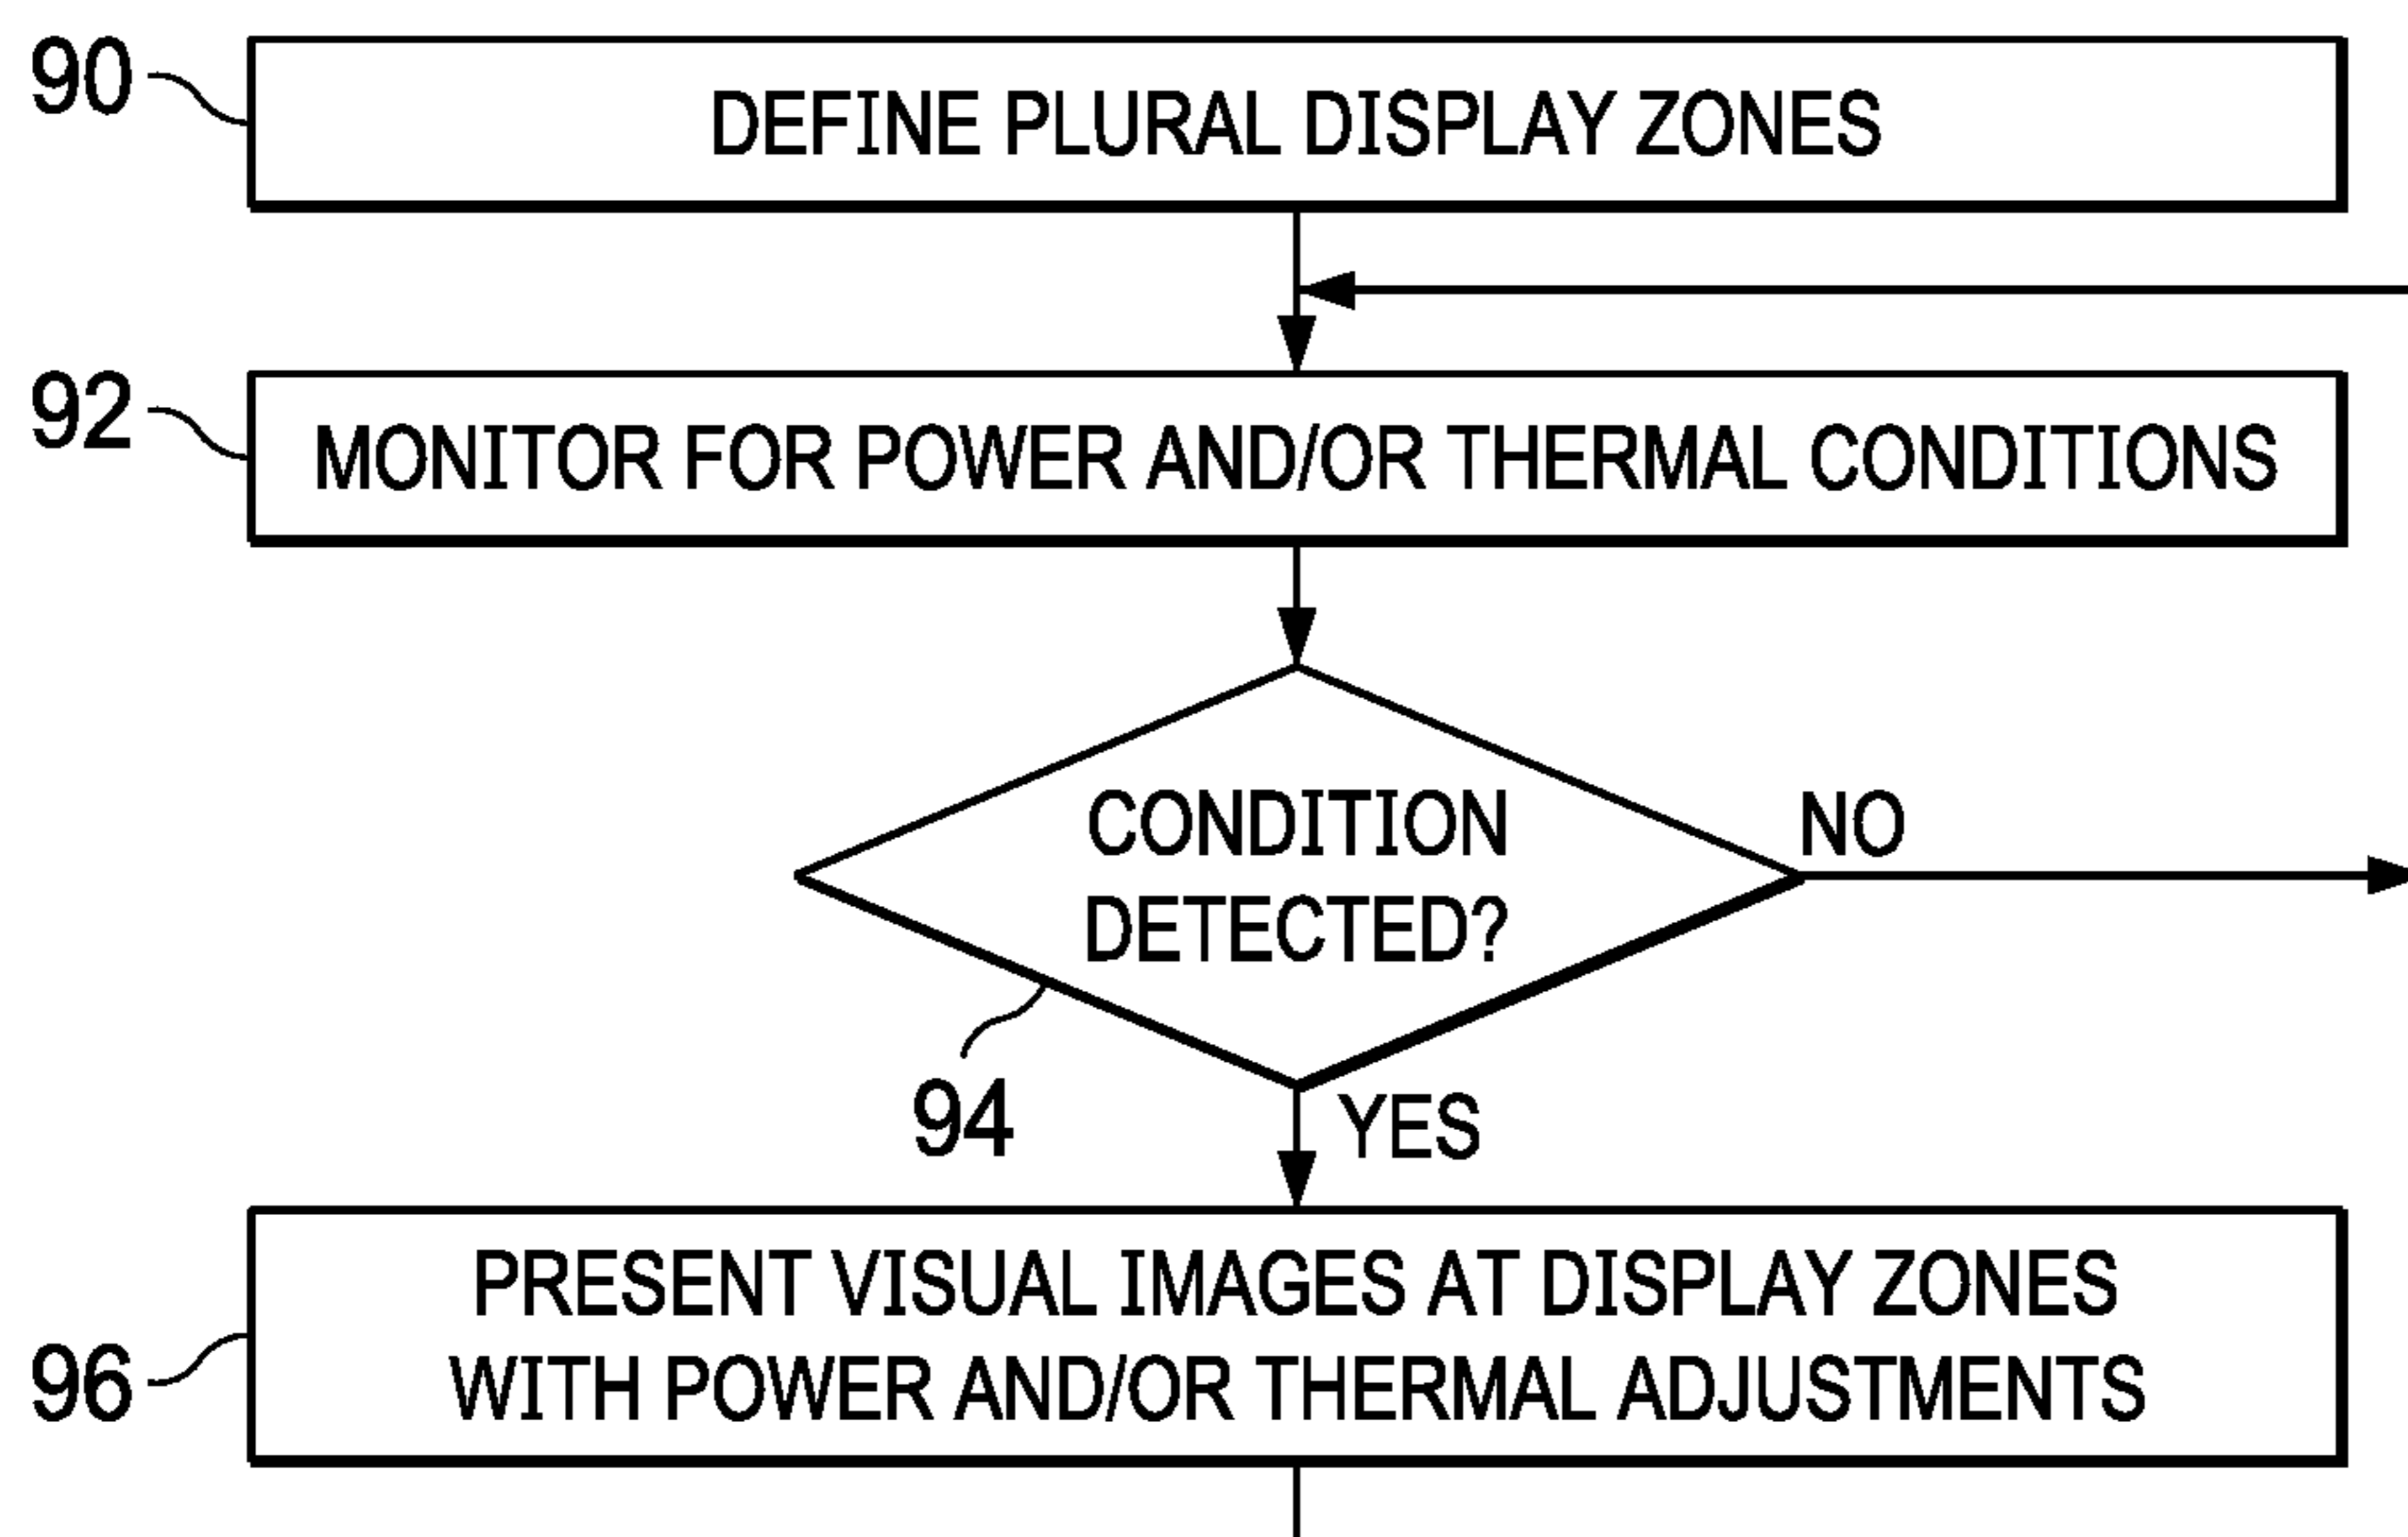 90
DEFINE PLURAL DISPLAY ZONES
92
MONITOR FOR POWER AND/OR THERMAL CONDITIONS
CONDITION
DETECTED?
NO
94
YES
96
PRESENT VISUAL IMAGES AT DISPLAY ZONES
WITH POWER AND/OR THERMAL ADJUSTMENTS